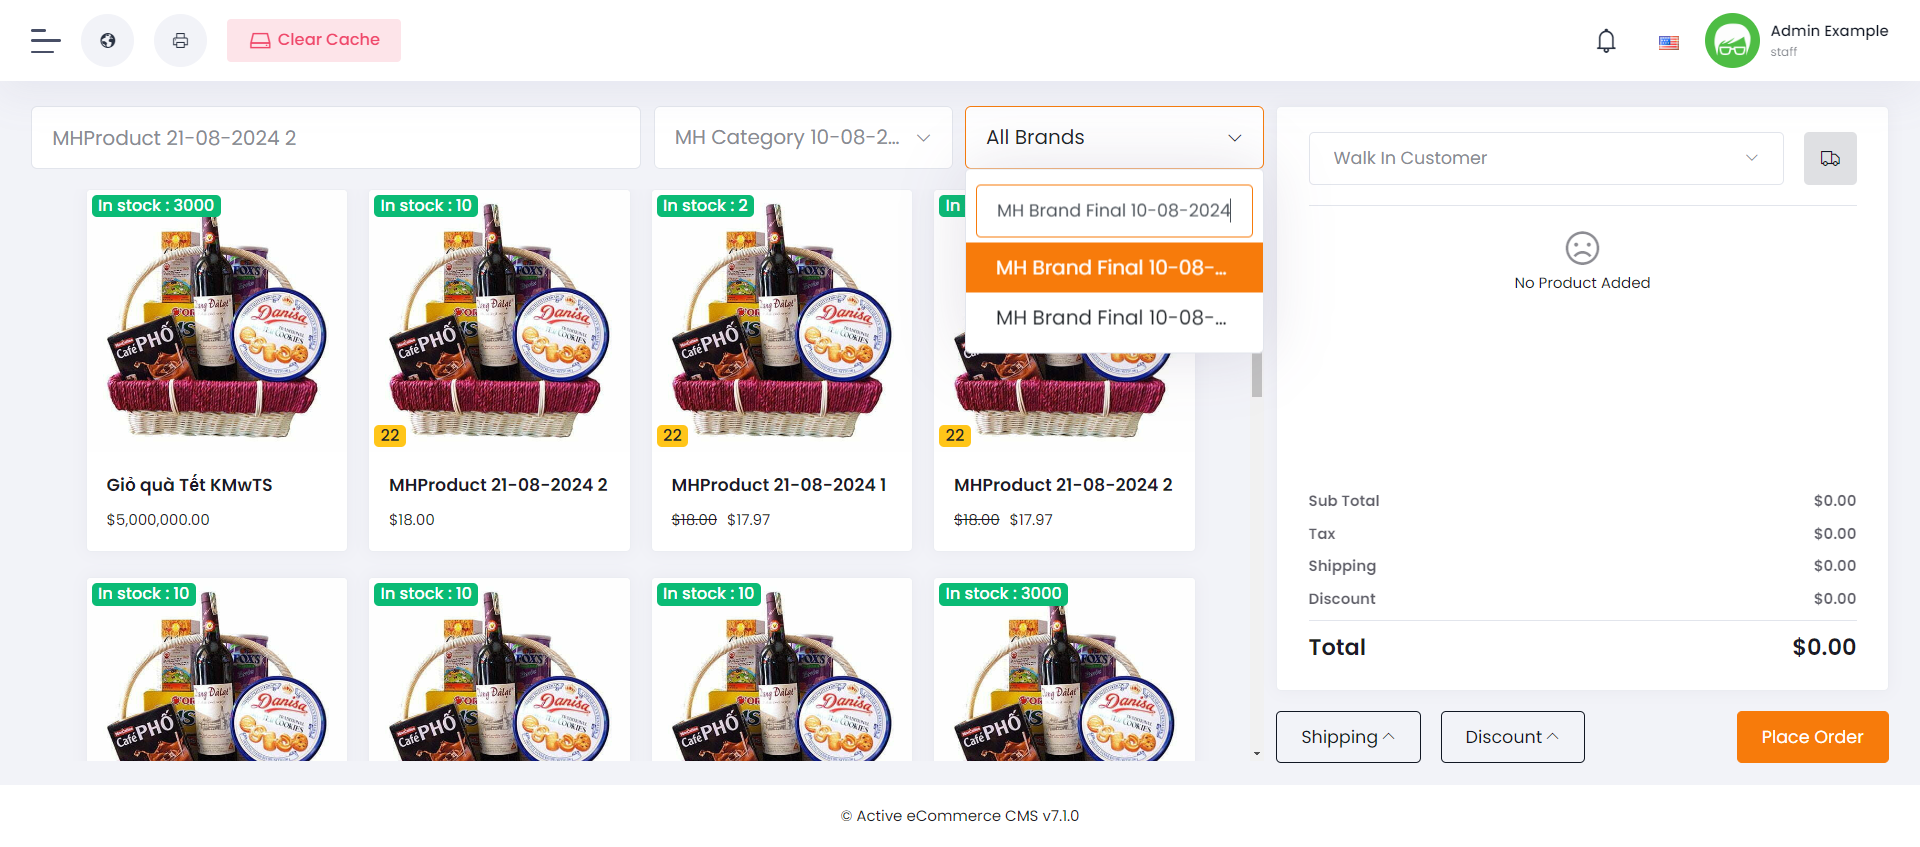 Clear Cache
Admin Example
staff
MHProduct 21-08-2024 2
MH Category 10-08-2...
All Brands
MH Brand Final 10-08-2024
MH Brand Final 10-08-...
MH Brand Final 10-08-...
Walk In Customer
No Product Added
In stock : 3000
Giỏ quà Tết KMwTS
$5,000,000.00
In stock : 10
22
MHProduct 21-08-2024 2
$18.00
In stock : 2
22
MHProduct 21-08-2024 1
$18.00 $17.97
In
22
MHProduct 21-08-2024 2
$18.00 $17.97
In stock : 10
In stock : 10
In stock : 10
In stock : 3000
Danisa
Café PHỐ
FOX'S
Sub Total $0.00
Tax $0.00
Shipping $0.00
Discount $0.00
Total $0.00
Shipping
Discount
Place Order
© Active eCommerce CMS v7.1.0